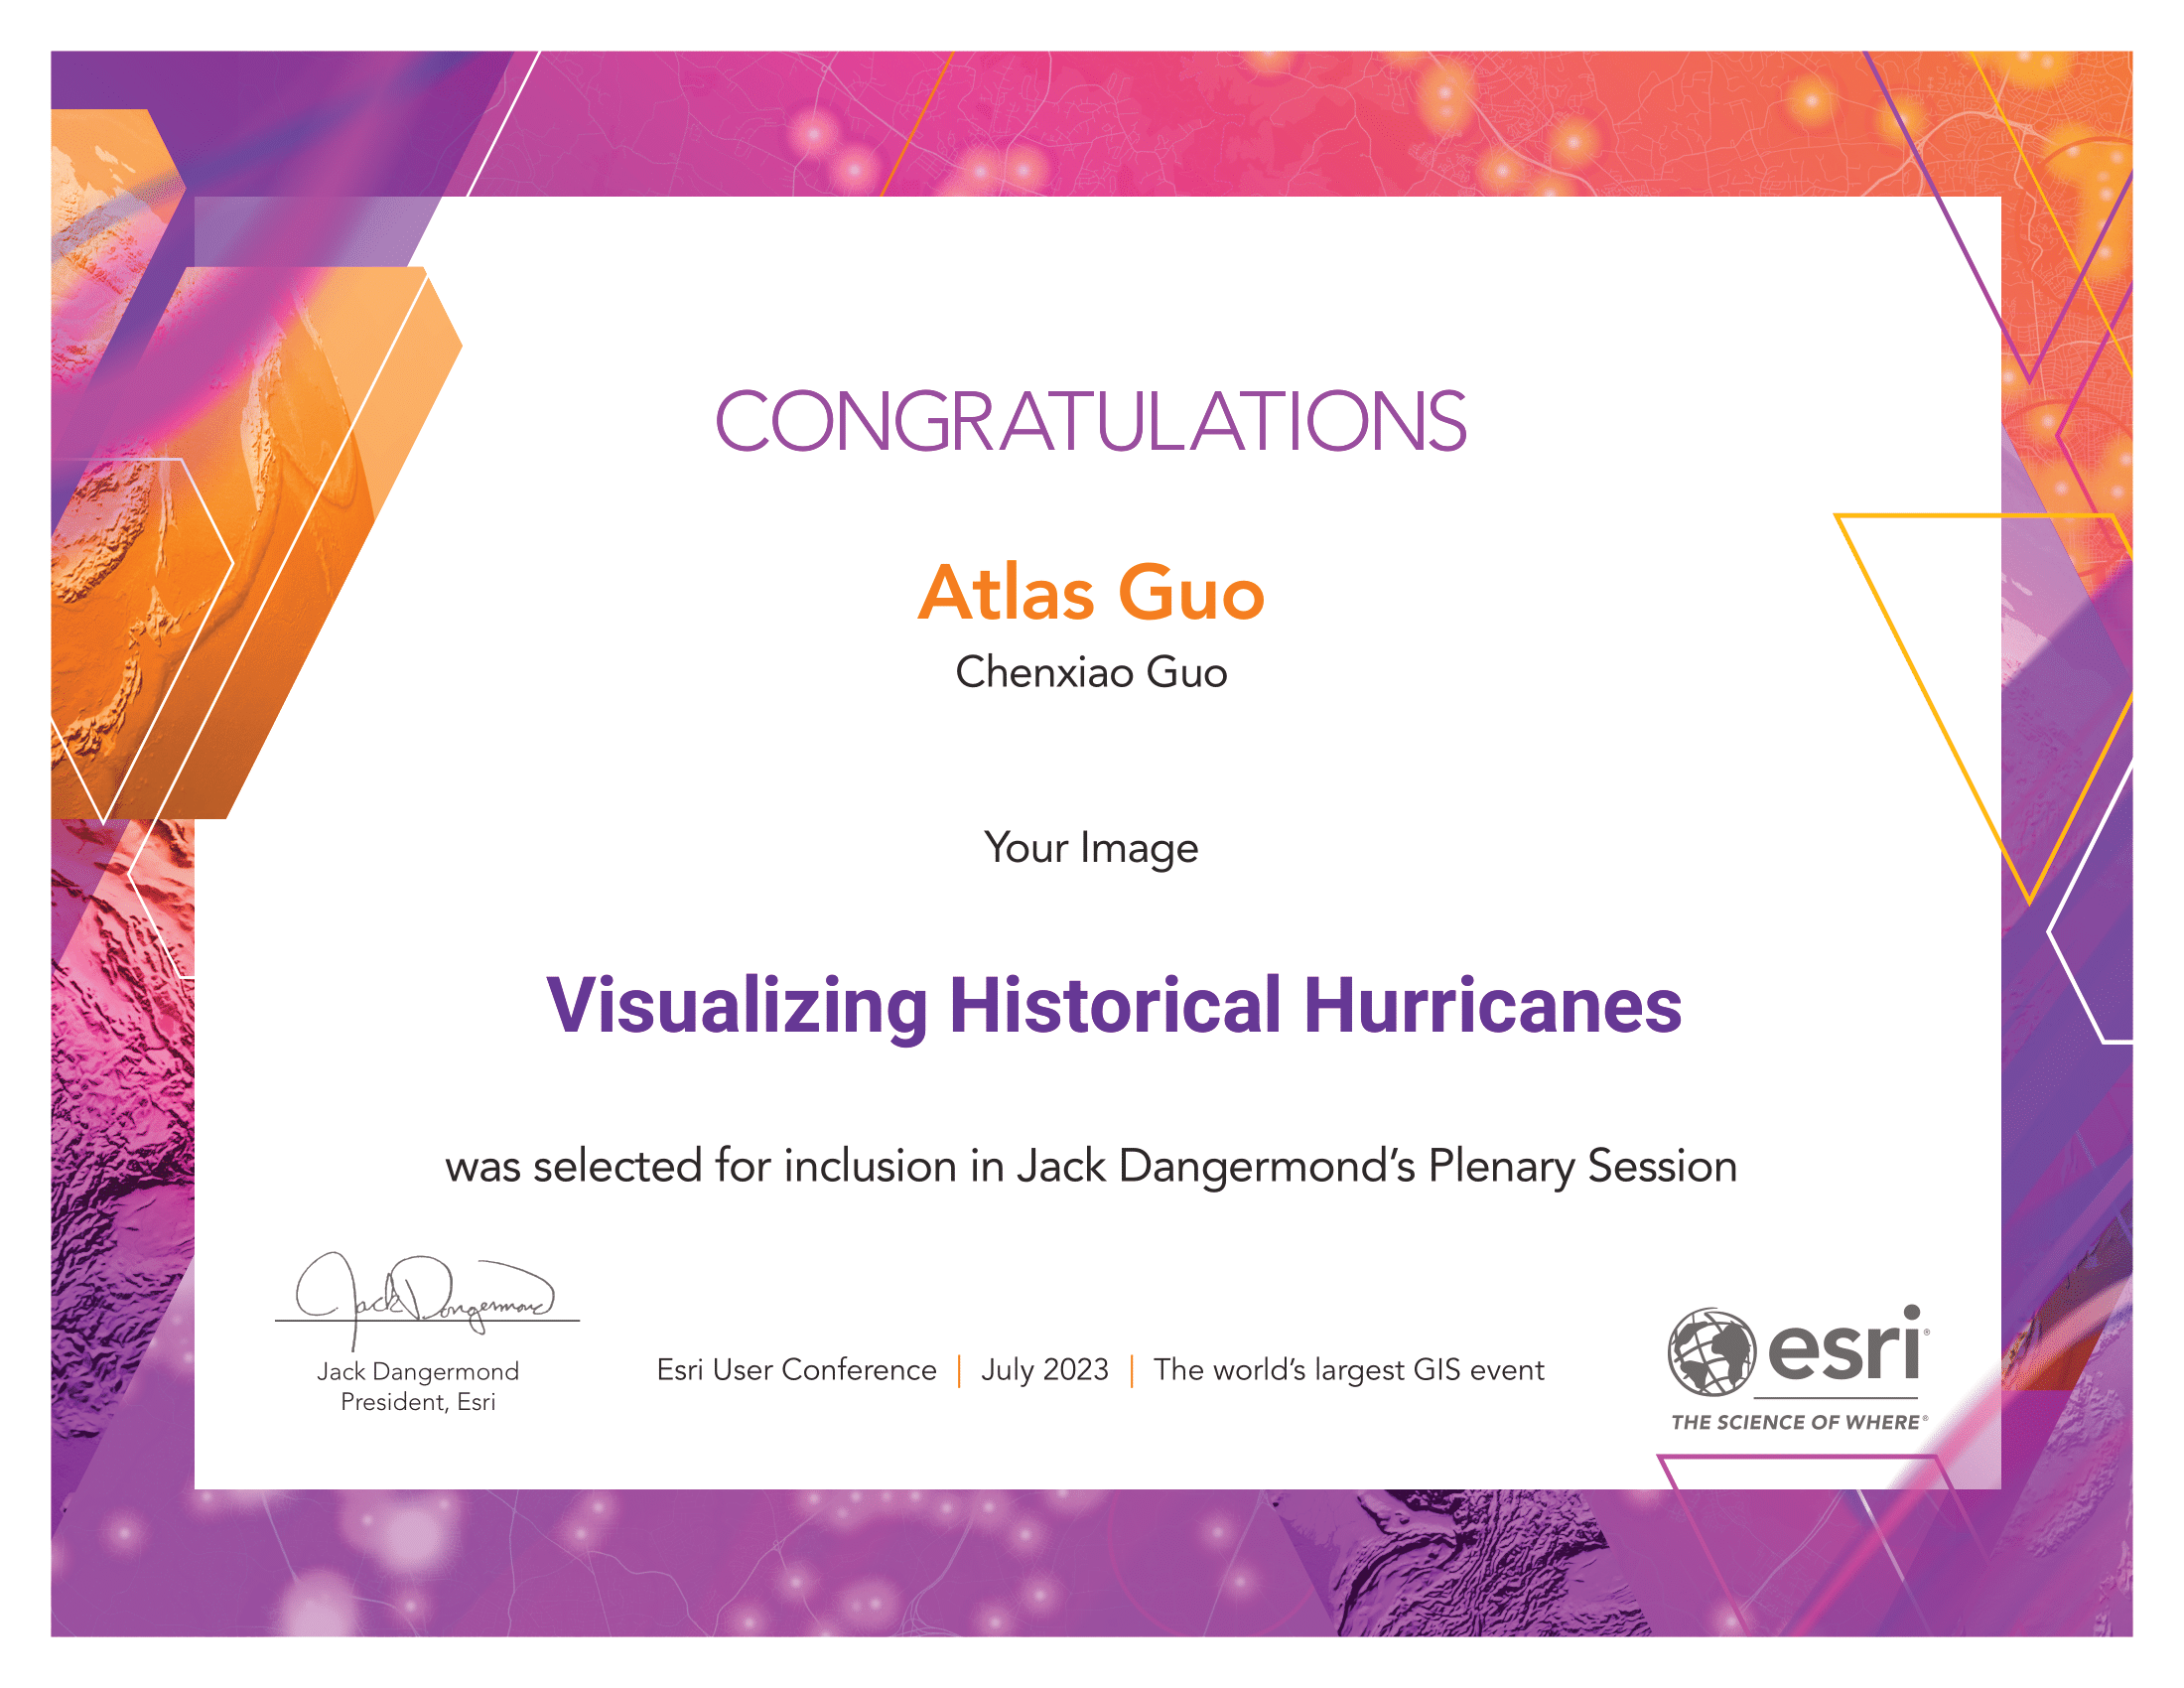 CONGRATULATIONS
Atlas Guo
Chenxiao Guo
Your Image
Visualizing Historical Hurricanes
was selected for inclusion in Jack Dangermond’s Plenary Session
Jack Dangermond
Jack Dangermond
President, Esri
Esri User Conference | July 2023 | The world’s largest GIS event
esri®
THE SCIENCE OF WHERE®